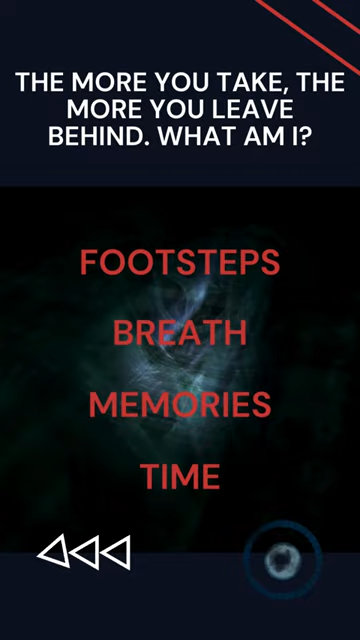 THE MORE YOU TAKE, THE
MORE YOU LEAVE
BEHIND. WHAT AM I?
FOOTSTEPS
BREATH
MEMORIES
TIME